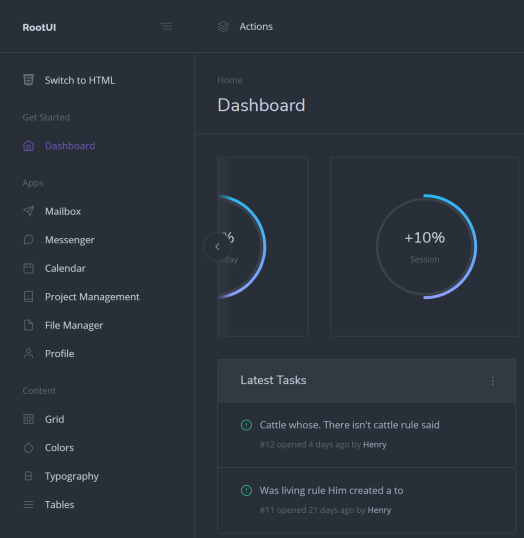 RootUI
Actions
Switch to HTML
Get Started
Dashboard
Apps
Mailbox
Messenger
Calendar
Project Management
File Manager
Profile
Content
Grid
Colors
Typography
Tables
Home
Dashboard
%
day
+10%
Session
Latest Tasks
Cattle whose. There isn't cattle rule said
#12 opened 4 days ago by Henry
Was living rule Him created a to
#11 opened 21 days ago by Henry